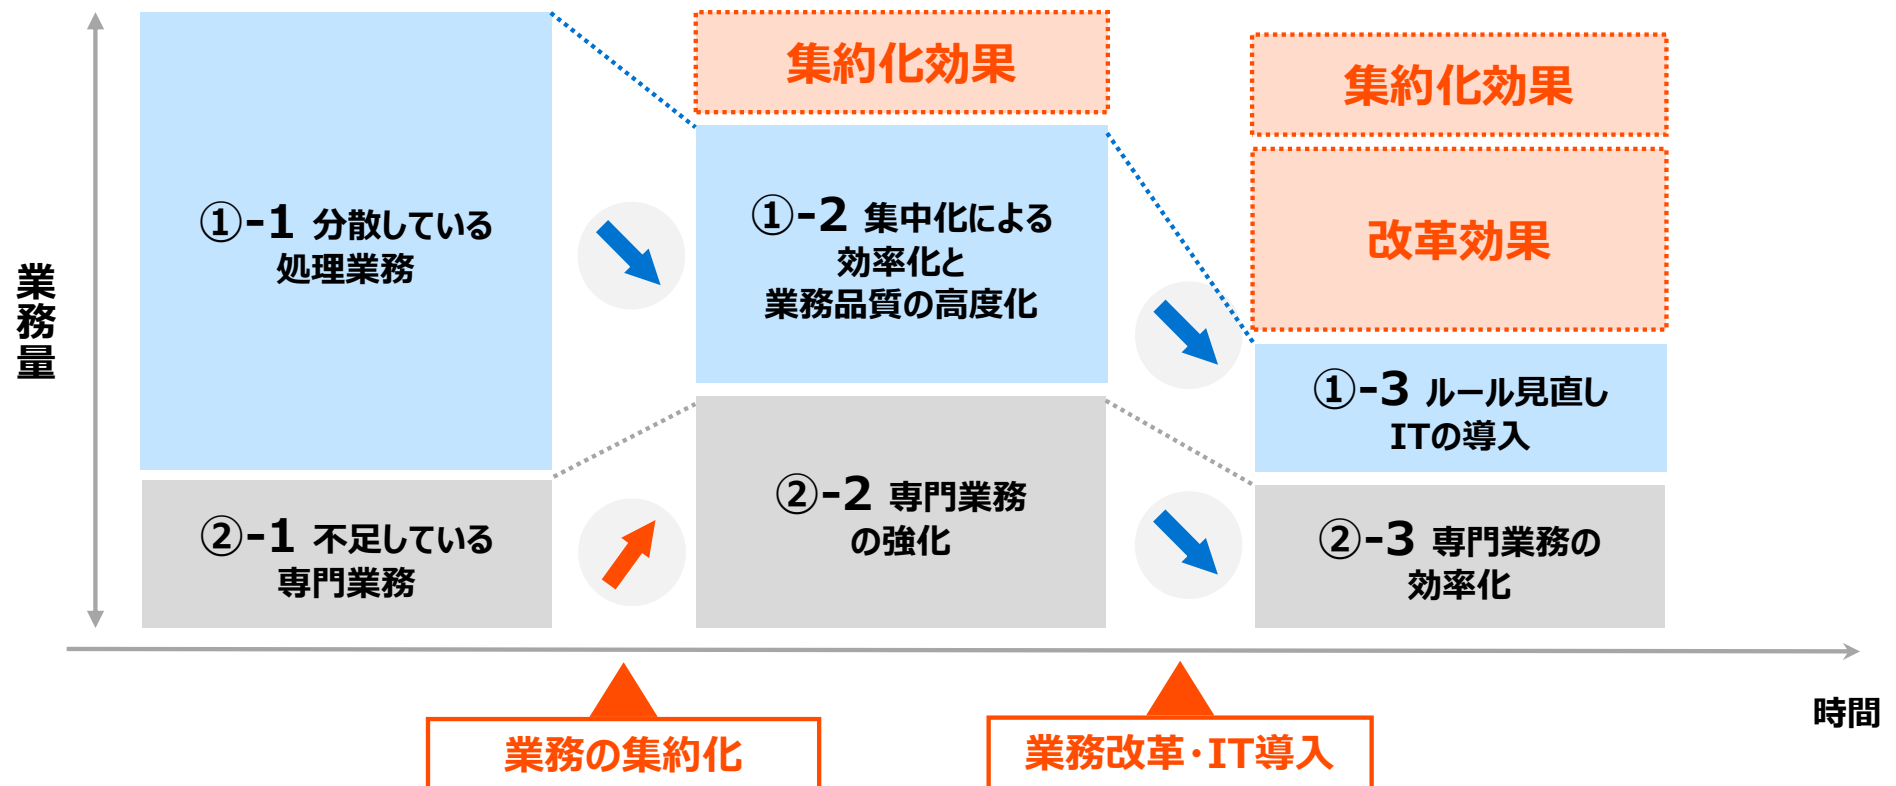 業務量
①-1 分散している
処理業務
②-1 不足している
専門業務
集約化効果
①-2 集中化による
効率化と
業務品質の高度化
②-2 専門業務
の強化
集約化効果
改革効果
①-3 ルール見直し
ITの導入
②-3 専門業務の
効率化
時間
業務の集約化
業務改革・IT導入